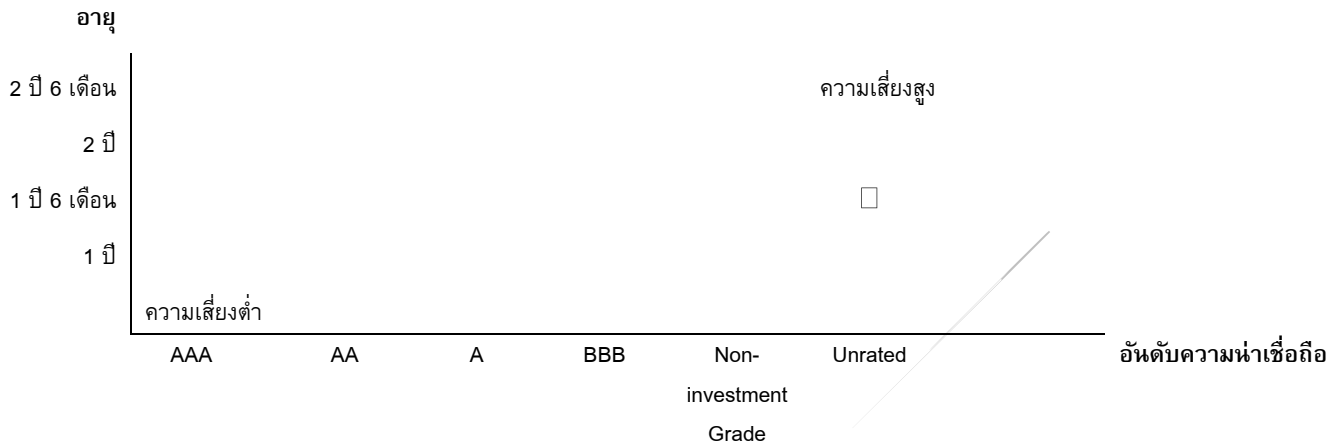 อายุ
2 ปี 6 เดือน
ความเสี่ยงสูง
2 ปี
1 ปี 6 เดือน
1 ปี
ความเสี่ยงต่ำ
AAA
AA
A
BBB
Non-
investment
Grade
Unrated
อันดับความน่าเชื่อถือ